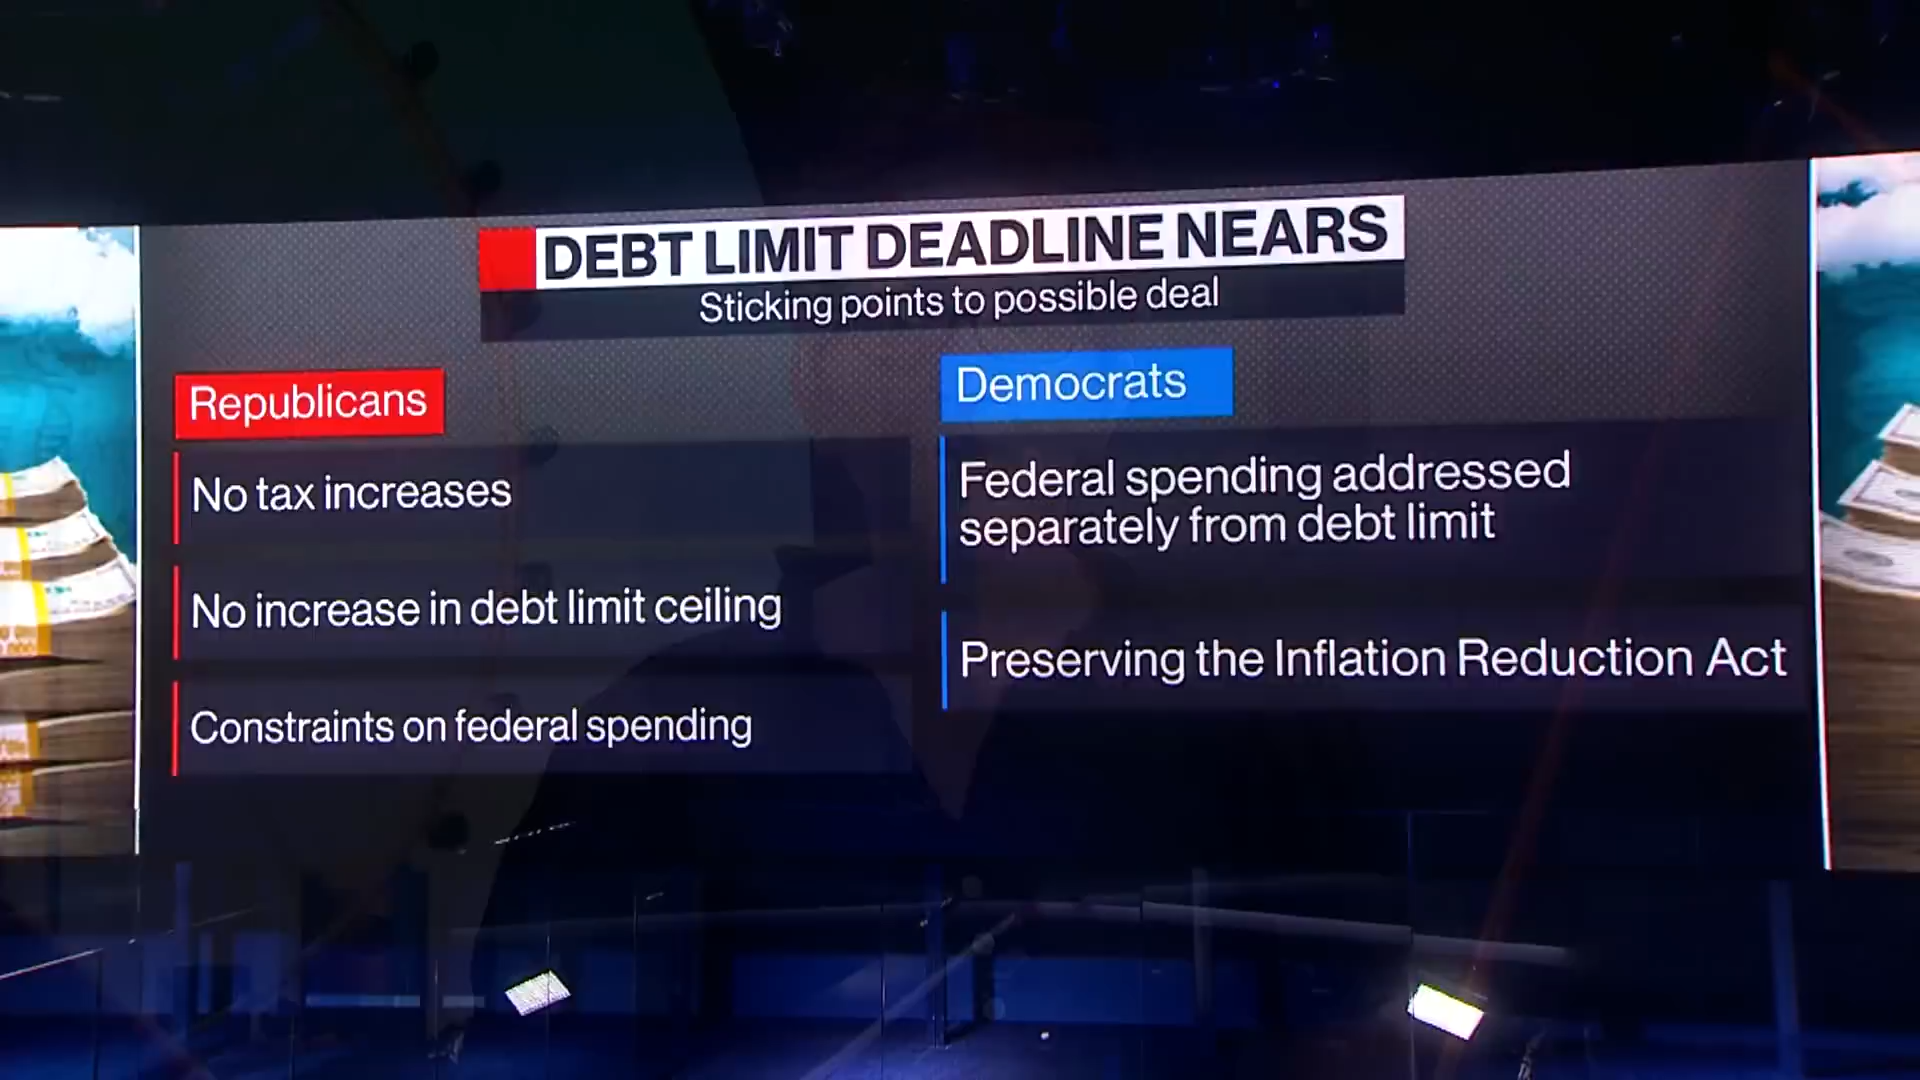 DEBT LIMIT DEADLINE NEARS
Sticking points to possible deal
Republicans
No tax increases
No increase in debt limit ceiling
Constraints on federal spending
Democrats
Federal spending addressed
separately from debt limit
Preserving the Inflation Reduction Act